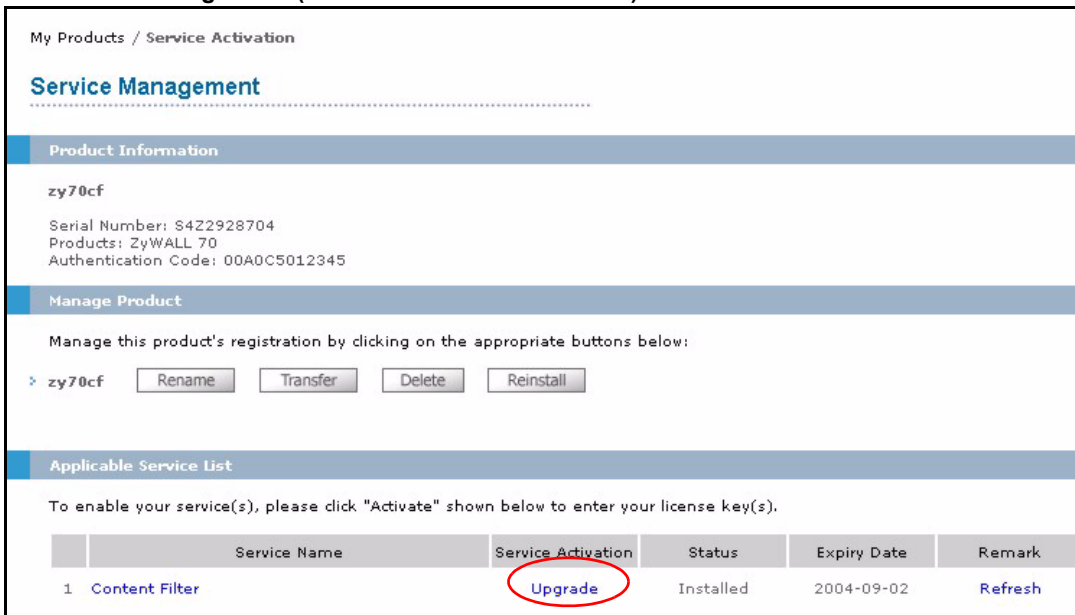 My Products / Service Activation
Service Management
Product Information
zy70cf
Serial Number: S4Z2928704
Products: ZyWALL 70
Authentication Code: 00A0C5012345
Manage Product
Manage this product's registration by clicking on the appropriate buttons below:
zy70cf Rename Transfer Delete Reinstall
Applicable Service List
To enable your service(s), please click "Activate" shown below to enter your license key(s).
Service Name Service Activation Status Expiry Date Remark
1 Content Filter Upgrade Installed 2004-09-02 Refresh